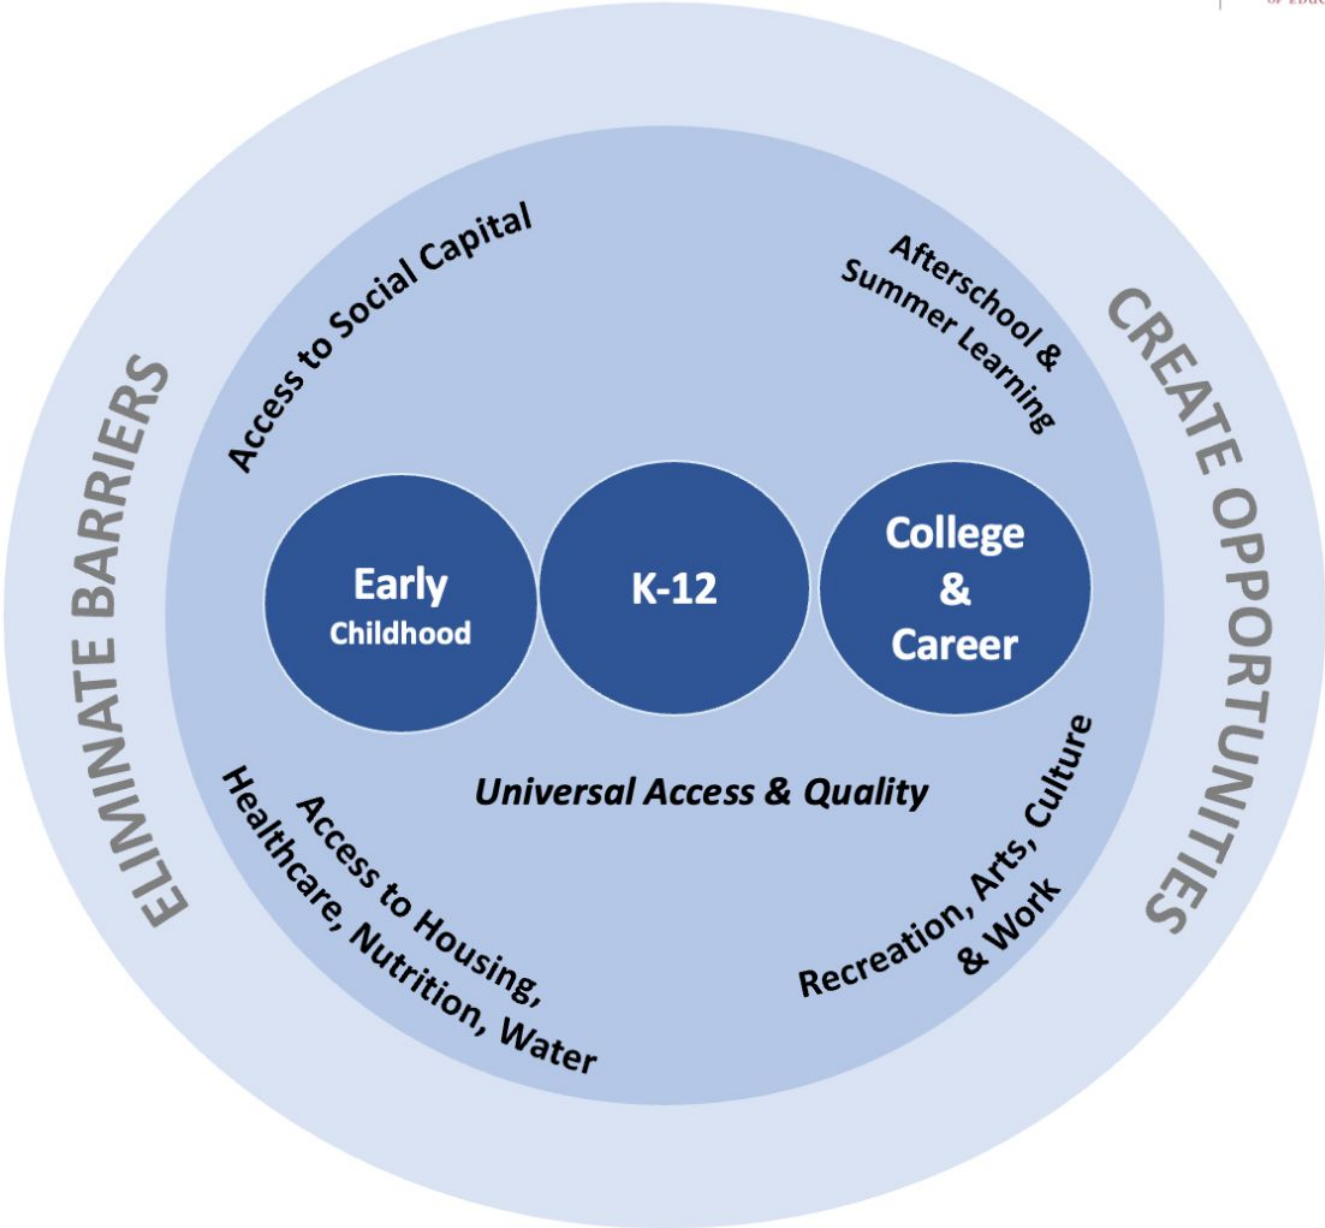 Access to Social Capital
Afterschool &
Summer Learning
ELIMINATE BARRIERS
CREATE OPPORTUNITIES
Early
Childhood
K-12
College
&
Career
Universal Access & Quality
Access to Housing,
Healthcare, Nutrition, Water
Recreation, Arts, Culture
& Work